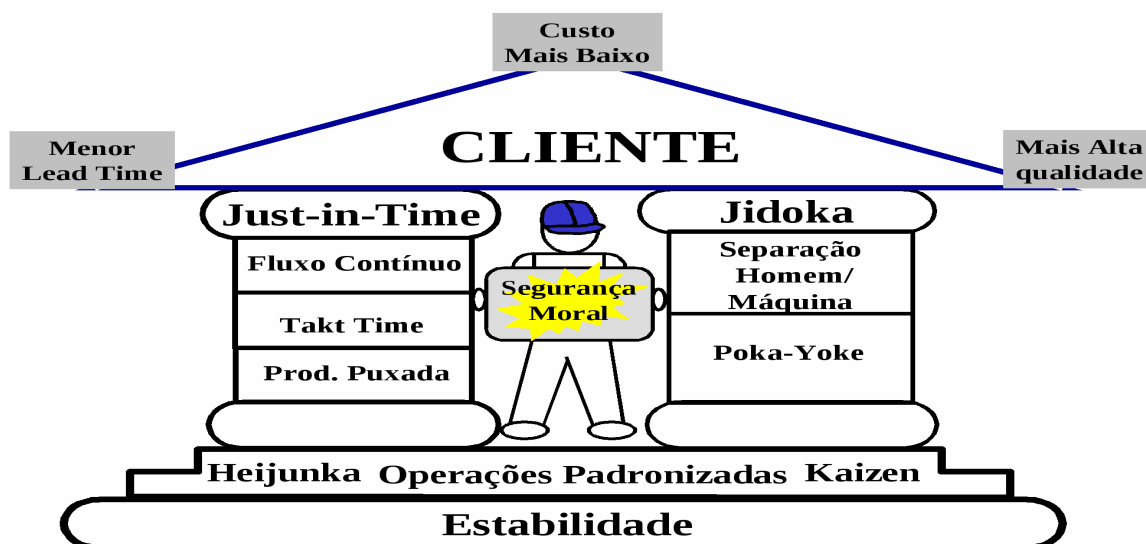 Custo
Mais Baixo
CLIENTE
Menor
Lead Time
Mais Alta
qualidade
Just-in-Time
Fluxo Contínuo
Takt Time
Prod. Puxada
Segurança
Moral
Jidoka
Separação
Homem/
Máquina
Poka-Yoke
Heijunka Operações Padronizadas Kaizen
Estabilidade